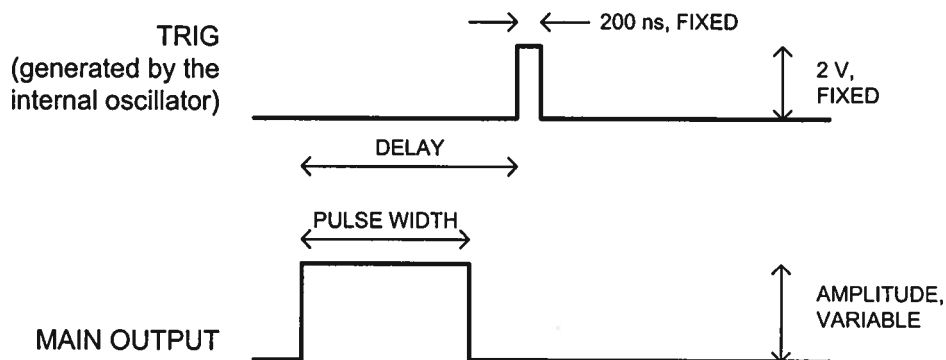 200 ns, FIXED
TRIG
(generated by the
internal oscillator)
2 V,
FIXED
DELAY
PULSE WIDTH
AMPLITUDE,
VARIABLE
MAIN OUTPUT